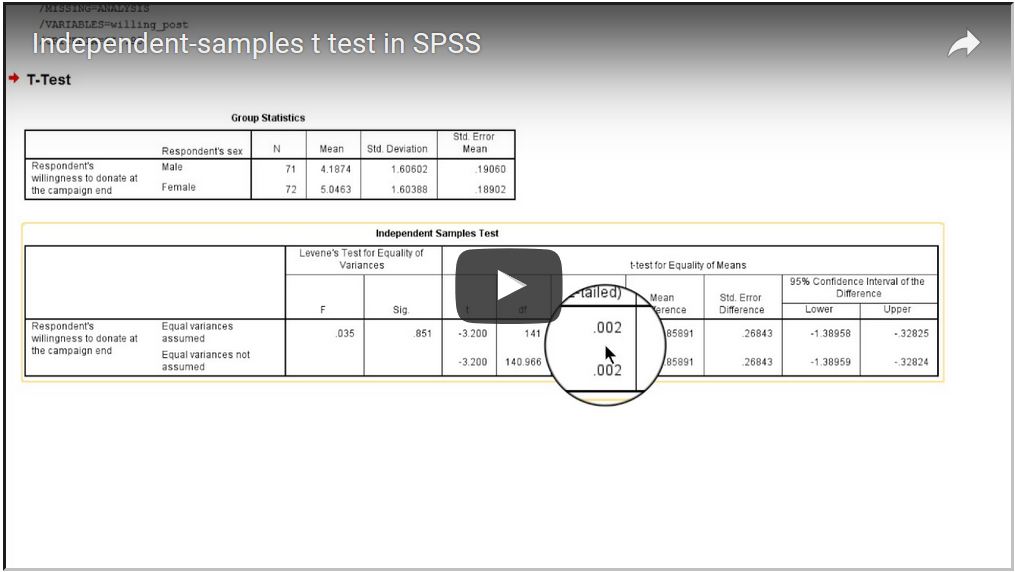 /MISSING=ANALYSIS
/VARIABLES=willing_post
Independent-samples t test in SPSS
T-Test
Group Statistics
Respondent's sex N Mean Std. Deviation Std. Error Mean
Respondent's willingness to donate at the campaign end Male 71 4.1874 1.60602 .19060
Female 72 5.0463 1.60388 .18902
Independent Samples Test
Levene's Test for Equality of Variances t-test for Equality of Means
95% Confidence Interval of the Difference
F Sig. t df -tailed) Mean Std. Error Difference Lower Upper
Respondent's willingness to donate at the campaign end Equal variances assumed .035 .851 -3.200 141 .002 85891 .26843 -1.38958 -.32825
Equal variances not assumed -3.200 140.966 .002 85891 .26843 -1.38959 -.32824